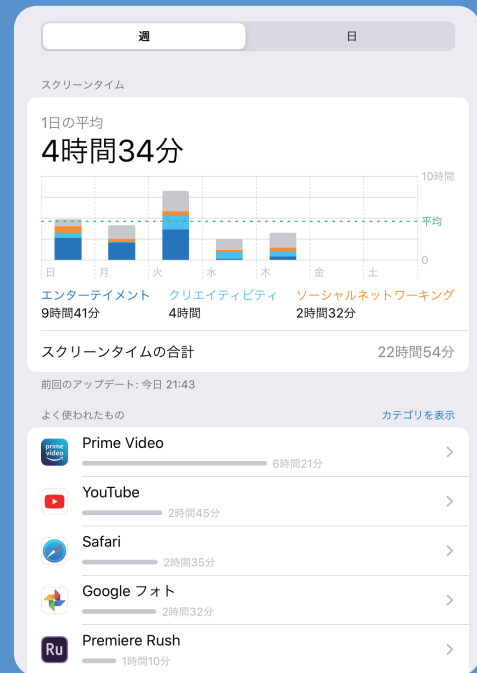 週 日
スクリーンタイム
1日の平均
4時間34分
10時間
平均
0
日 月 火 水 木 金 土
エンターテイメント クリエイティビティ ソーシャルネットワーキング
9時間41分 4時間 2時間32分
スクリーンタイムの合計 22時間54分
前回のアップデート: 今日 21:43
よく使われたもの カテゴリを表示
prime
video
Prime Video
6時間21分
YouTube
2時間45分
Safari
2時間35分
Google フォト
2時間32分
Ru
Premiere Rush
1時間10分